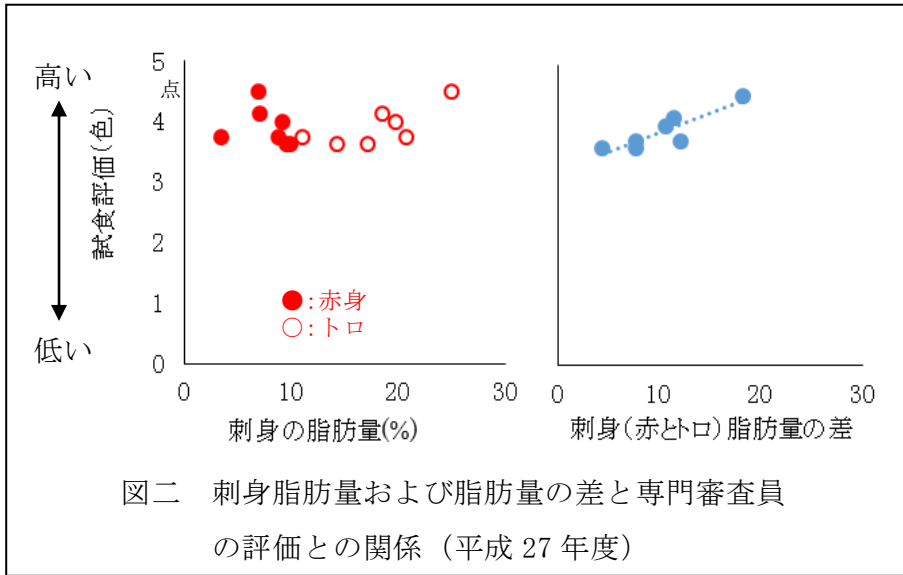 高い
低い
試食評価(色)
5
点
4
3
2
1
0
●:赤身
○:トロ
0 10 20 30
刺身の脂肪量(%)
0 10 20 30
刺身(赤とトロ)脂肪量の差
図二 刺身脂肪量および脂肪量の差と専門審査員
の評価との関係(平成 27 年度)